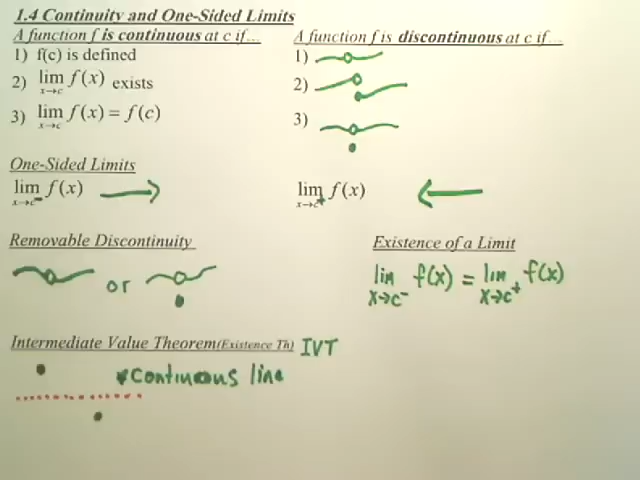 1.4 Continuity and One-Sided Limits
A function f is continuous at c if…
1) f(c) is defined
2) lim x→c f(x) exists
3) lim x→c f(x) = f(c)
A function f is discontinuous at c if…
1)
2)
3)
One-Sided Limits
lim x→c⁻ f(x)
lim x→c⁺ f(x)
Removable Discontinuity
or
Existence of a Limit
lim x→c⁻ f(x) = lim x→c⁺ f(x)
Intermediate Value Theorem(Existence Th) IVT
*continuous line